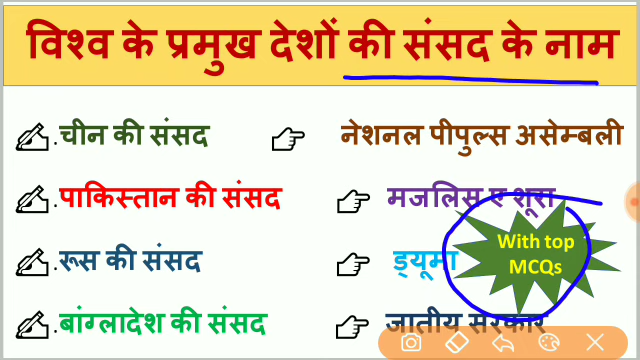 विश्व के प्रमुख देशों की संसद के नाम
.चीन की संसद नेशनल पीपुल्स असेम्बली
.पाकिस्तान की संसद मजलिस ए शूरा
.रूस की संसद ड्यूमा
With top
MCQs
.बांग्लादेश की संसद जातीय सरकार